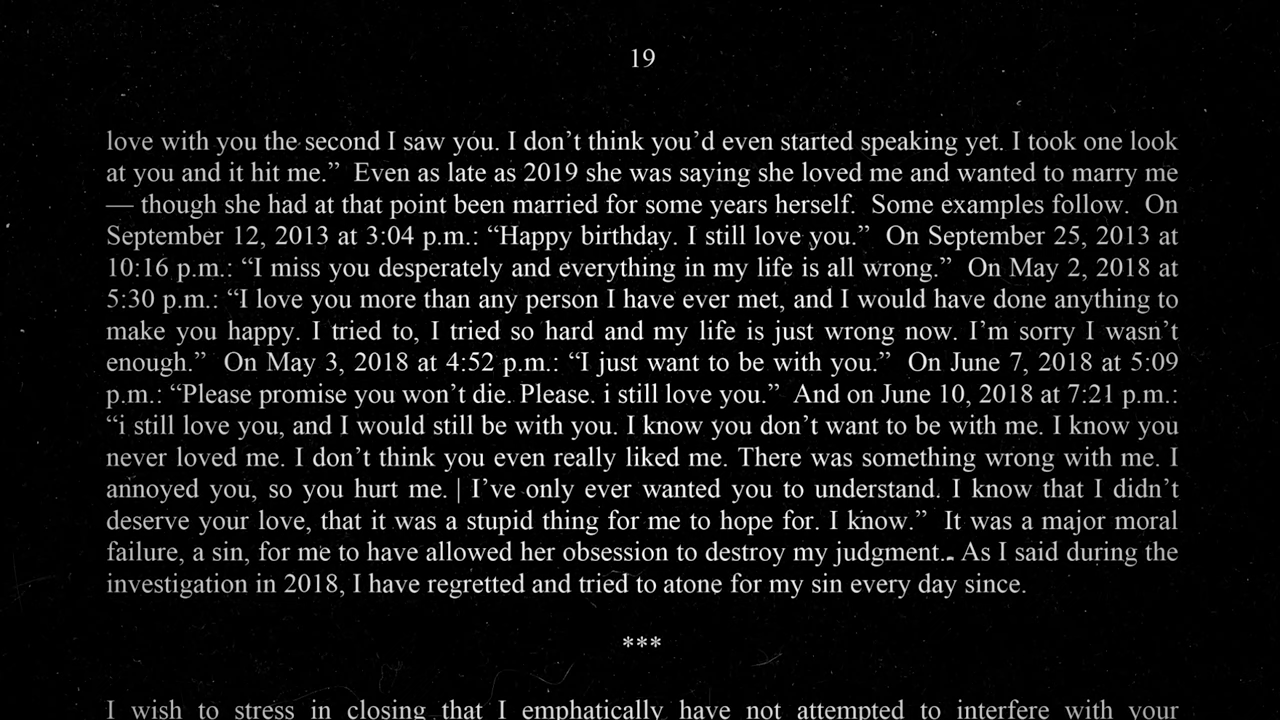 19
love with you the second I saw you. I don’t think you’d even started speaking yet. I took one look
at you and it hit me.”  Even as late as 2019 she was saying she loved me and wanted to marry me
— though she had at that point been married for some years herself.  Some examples follow.  On
September 12, 2013 at 3:04 p.m.: “Happy birthday. I still love you.”  On September 25, 2013 at
10:16 p.m.: “I miss you desperately and everything in my life is all wrong.”  On May 2, 2018 at
5:30 p.m.: “I love you more than any person I have ever met, and I would have done anything to
make you happy. I tried to, I tried so hard and my life is just wrong now. I’m sorry I wasn’t
enough.”  On May 3, 2018 at 4:52 p.m.: “I just want to be with you.”  On June 7, 2018 at 5:09
p.m.: “Please promise you won’t die. Please. i still love you.”  And on June 10, 2018 at 7:21 p.m.:
“i still love you, and I would still be with you. I know you don’t want to be with me. I know you
never loved me. I don’t think you even really liked me. There was something wrong with me. I
annoyed you, so you hurt me. | I’ve only ever wanted you to understand. I know that I didn’t
deserve your love, that it was a stupid thing for me to hope for. I know.”  It was a major moral
failure, a sin, for me to have allowed her obsession to destroy my judgment.. As I said during the
investigation in 2018, I have regretted and tried to atone for my sin every day since.
***
I wish to stress in closing that I emphatically have not attempted to interfere with your